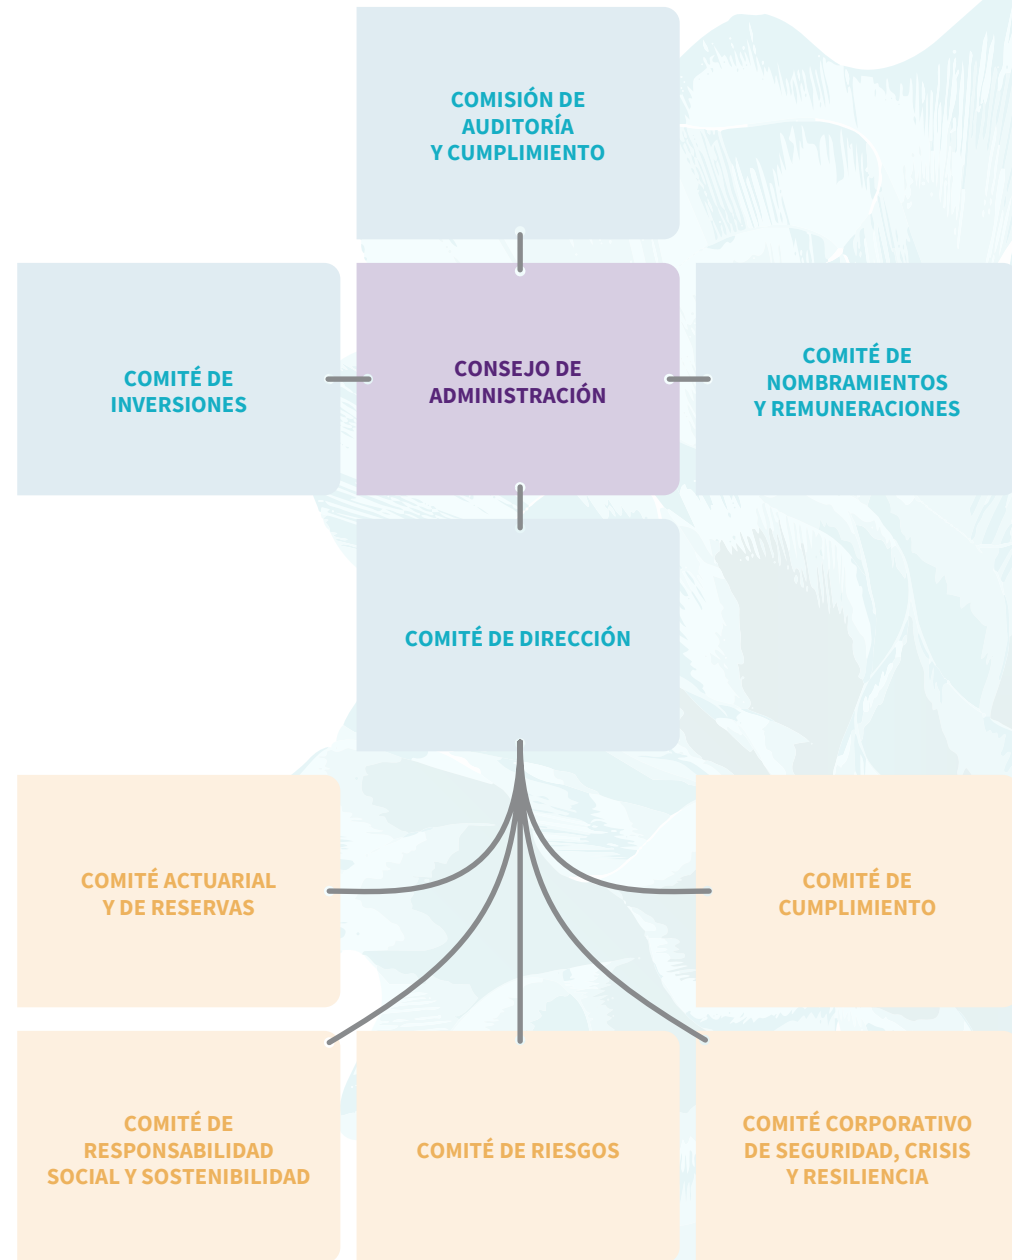 COMISIÓN DE
AUDITORÍA
Y CUMPLIMIENTO
COMITÉ DE
INVERSIONES
CONSEJO DE
ADMINISTRACIÓN
COMITÉ DE
NOMBRAMIENTOS
Y REMUNERACIONES
COMITÉ DE DIRECCIÓN
COMITÉ ACTUARIAL
Y DE RESERVAS
COMITÉ DE
CUMPLIMIENTO
COMITÉ DE
RESPONSABILIDAD
SOCIAL Y SOSTENIBILIDAD
COMITÉ DE RIESGOS
COMITÉ CORPORATIVO
DE SEGURIDAD, CRISIS
Y RESILIENCIA